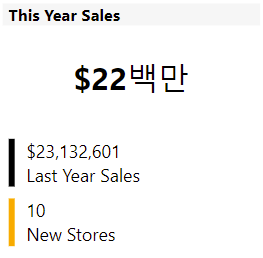 This Year Sales
$22백만
$23,132,601
Last Year Sales
10
New Stores